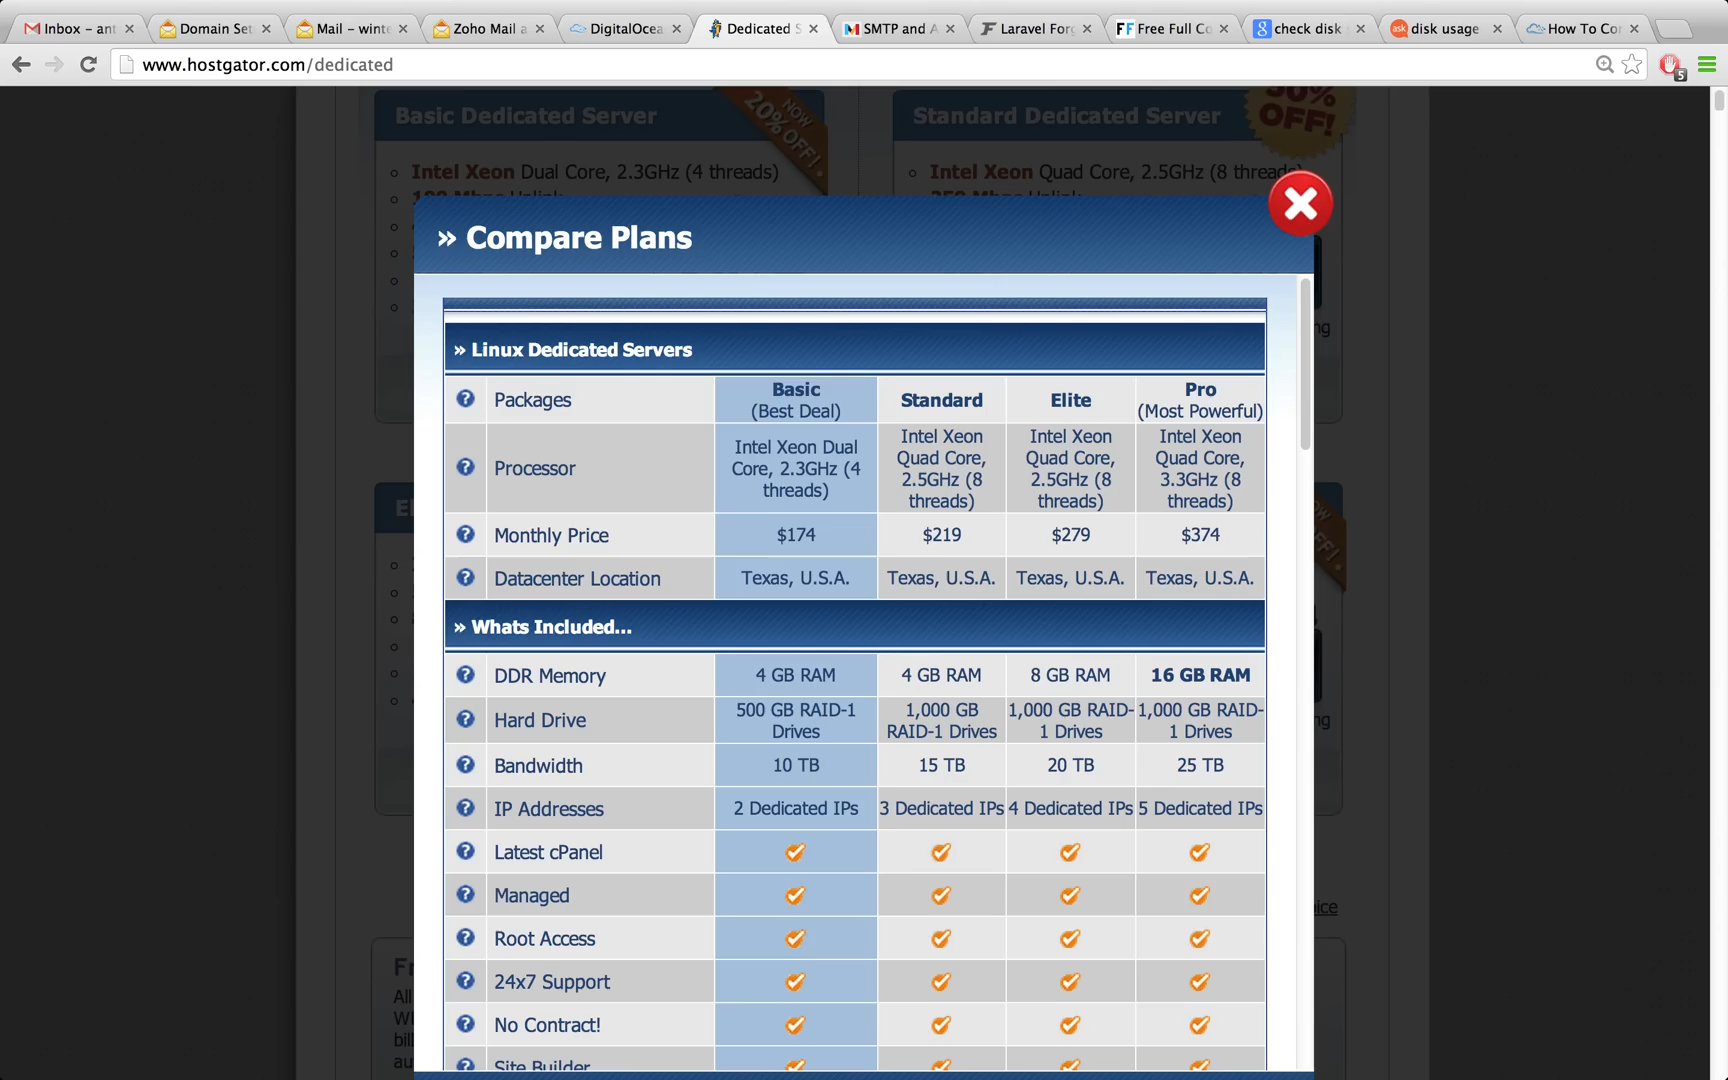 Inbox – ant
Domain Set
Mail – winte
Zoho Mail a
DigitalOcea
Dedicated S
SMTP and A
Laravel Forg
Free Full Co
check disk
disk usage
How To Con
www.hostgator.com/dedicated
5
Basic Dedicated Server
NOW
20% OFF!
Standard Dedicated Server
OFF!
Intel Xeon Dual Core, 2.3GHz (4 threads)
Intel Xeon Quad Core, 2.5GHz (8 threads)
» Compare Plans
» Linux Dedicated Servers
Packages
Basic
(Best Deal)
Standard
Elite
Pro
(Most Powerful)
Processor
Intel Xeon Dual
Core, 2.3GHz (4
threads)
Intel Xeon
Quad Core,
2.5GHz (8
threads)
Intel Xeon
Quad Core,
2.5GHz (8
threads)
Intel Xeon
Quad Core,
3.3GHz (8
threads)
Monthly Price
$174
$219
$279
$374
Datacenter Location
Texas, U.S.A.
Texas, U.S.A.
Texas, U.S.A.
Texas, U.S.A.
» Whats Included...
DDR Memory
4 GB RAM
4 GB RAM
8 GB RAM
16 GB RAM
Hard Drive
500 GB RAID-1
Drives
1,000 GB
RAID-1 Drives
1,000 GB RAID-
1 Drives
1,000 GB RAID-
1 Drives
Bandwidth
10 TB
15 TB
20 TB
25 TB
IP Addresses
2 Dedicated IPs
3 Dedicated IPs
4 Dedicated IPs
5 Dedicated IPs
Latest cPanel
Managed
Root Access
24x7 Support
No Contract!
Site Builder